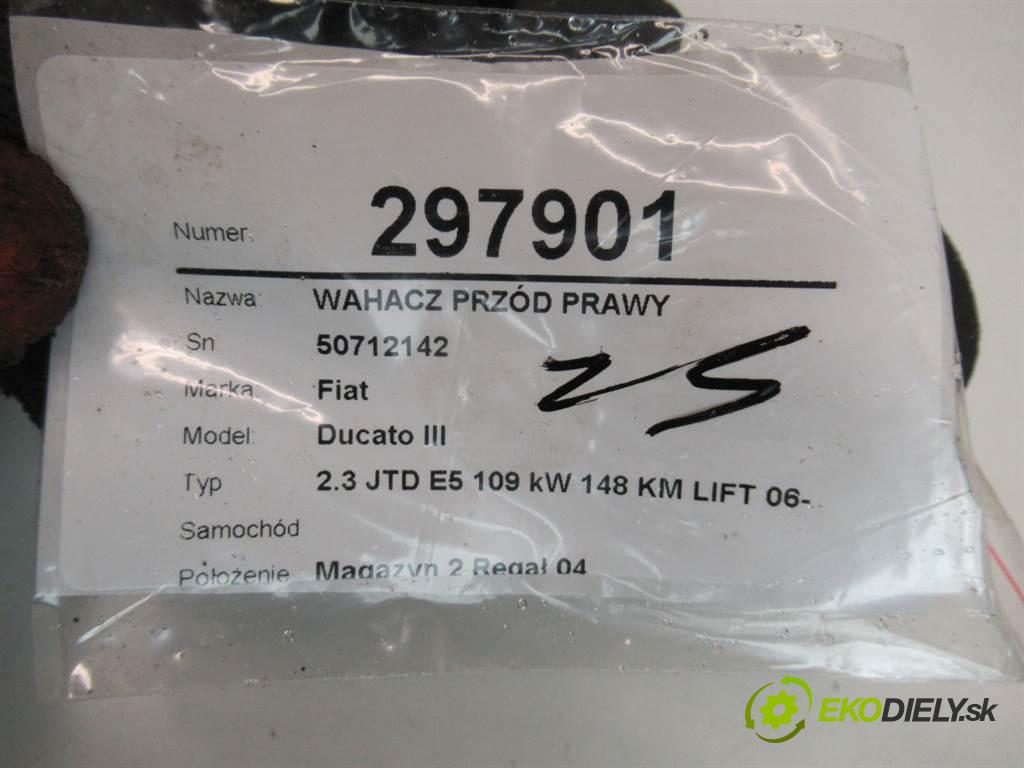 Numer: 297901
Nazwa: WAHACZ PRZÓD PRAWY
Sn 50712142
Marka: Fiat
Model: Ducato III
Typ 2.3 JTD E5 109 kW 148 KM LIFT 06-
Samochód
Położenie Magazyn 2 Regał 04
EKODIELY.sk